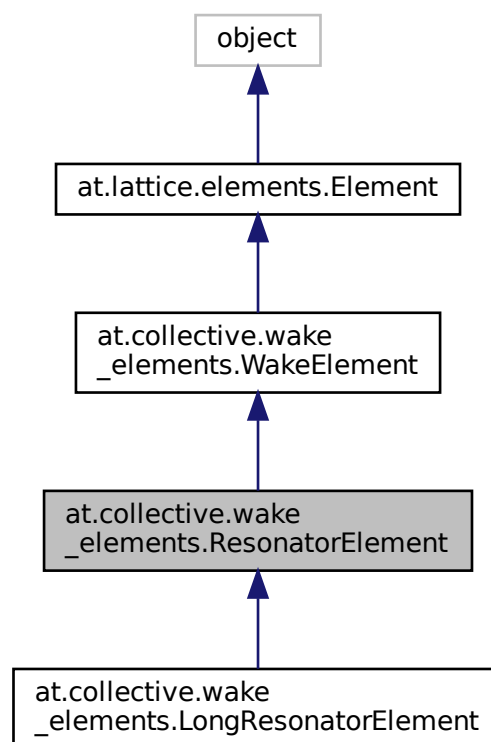 object
at.lattice.elements.Element
at.collective.wake
_elements.WakeElement
at.collective.wake
_elements.ResonatorElement
at.collective.wake
_elements.LongResonatorElement